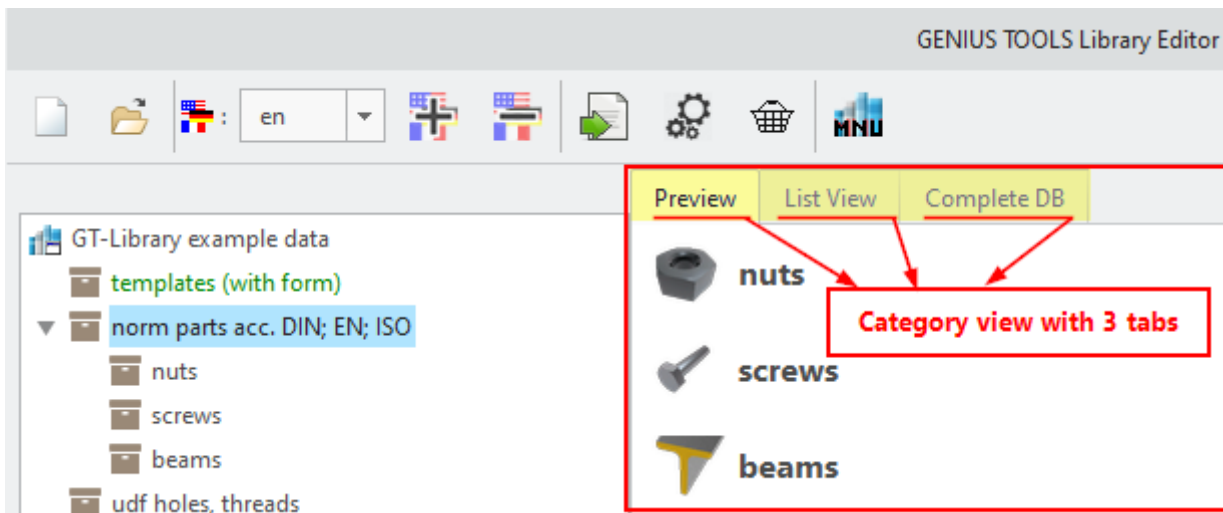 GENIUS TOOLS Library Editor
: en
MNU
Preview List View Complete DB
GT-Library example data
templates (with form)
norm parts acc. DIN; EN; ISO
nuts
screws
beams
udf holes, threads
nuts
Category view with 3 tabs
screws
beams